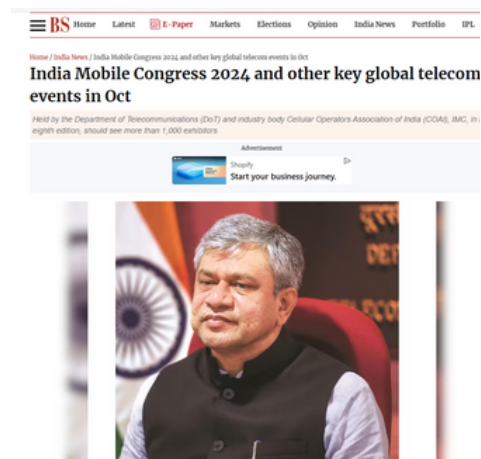 BS Home Latest E-Paper Markets Elections Opinion India News Portfolio IPL
Home / India News / India Mobile Congress 2024 and other key global telecom events in Oct
India Mobile Congress 2024 and other key global telecom
events in Oct
Held by the Department of Telecommunications (DoT) and industry body Cellular Operators Association of India (COAI), IMC, in
eighth edition, should see more than 1,000 exhibitors
Advertisement
Shopify
Start your business journey.